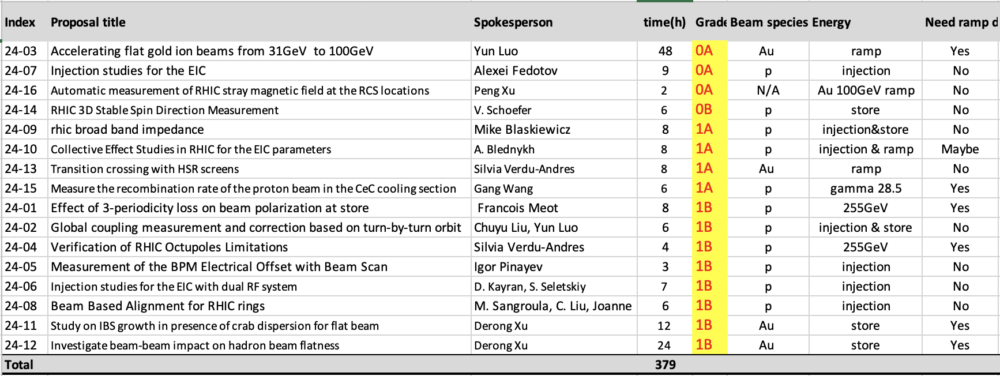 Index Proposal title Spokesperson time(h) Grade Beam species Energy Need ramp d
24-03 Accelerating flat gold ion beams from 31GeV to 100GeV Yun Luo 48 0A Au ramp Yes
24-07 Injection studies for the EIC Alexei Fedotov 9 0A p injection No
24-16 Automatic measurement of RHIC stray magnetic field at the RCS locations Peng Xu 2 0A N/A Au 100GeV ramp No
24-14 RHIC 3D Stable Spin Direction Measurement V. Schoefer 6 0B p store No
24-09 rhic broad band impedance Mike Blaskiewicz 8 1A p injection&store No
24-10 Collective Effect Studies in RHIC for the EIC parameters A. Blednykh 8 1A p injection & ramp Maybe
24-13 Transition crossing with HSR screens Silvia Verdu-Andres 8 1A Au ramp No
24-15 Measure the recombination rate of the proton beam in the CeC cooling section Gang Wang 6 1A p gamma 28.5 Yes
24-01 Effect of 3-periodicity loss on beam polarization at store Francois Meot 8 1B p 255GeV Yes
24-02 Global coupling measurement and correction based on turn-by-turn orbit Chuyu Liu, Yun Luo 6 1B p injection & store No
24-04 Verification of RHIC Octupoles Limitations Silvia Verdu-Andres 4 1B p 255GeV Yes
24-05 Measurement of the BPM Electrical Offset with Beam Scan Igor Pinayev 3 1B p injection No
24-06 Injection studies for the EIC with dual RF system D. Kayran, S. Seletskiy 7 1B p injection No
24-08 Beam Based Alignment for RHIC rings M. Sangroula, C. Liu, Joanne 6 1B p injection No
24-11 Study on IBS growth in presence of crab dispersion for flat beam Derong Xu 12 1B Au store Yes
24-12 Investigate beam-beam impact on hadron beam flatness Derong Xu 24 1B Au store Yes
Total 379